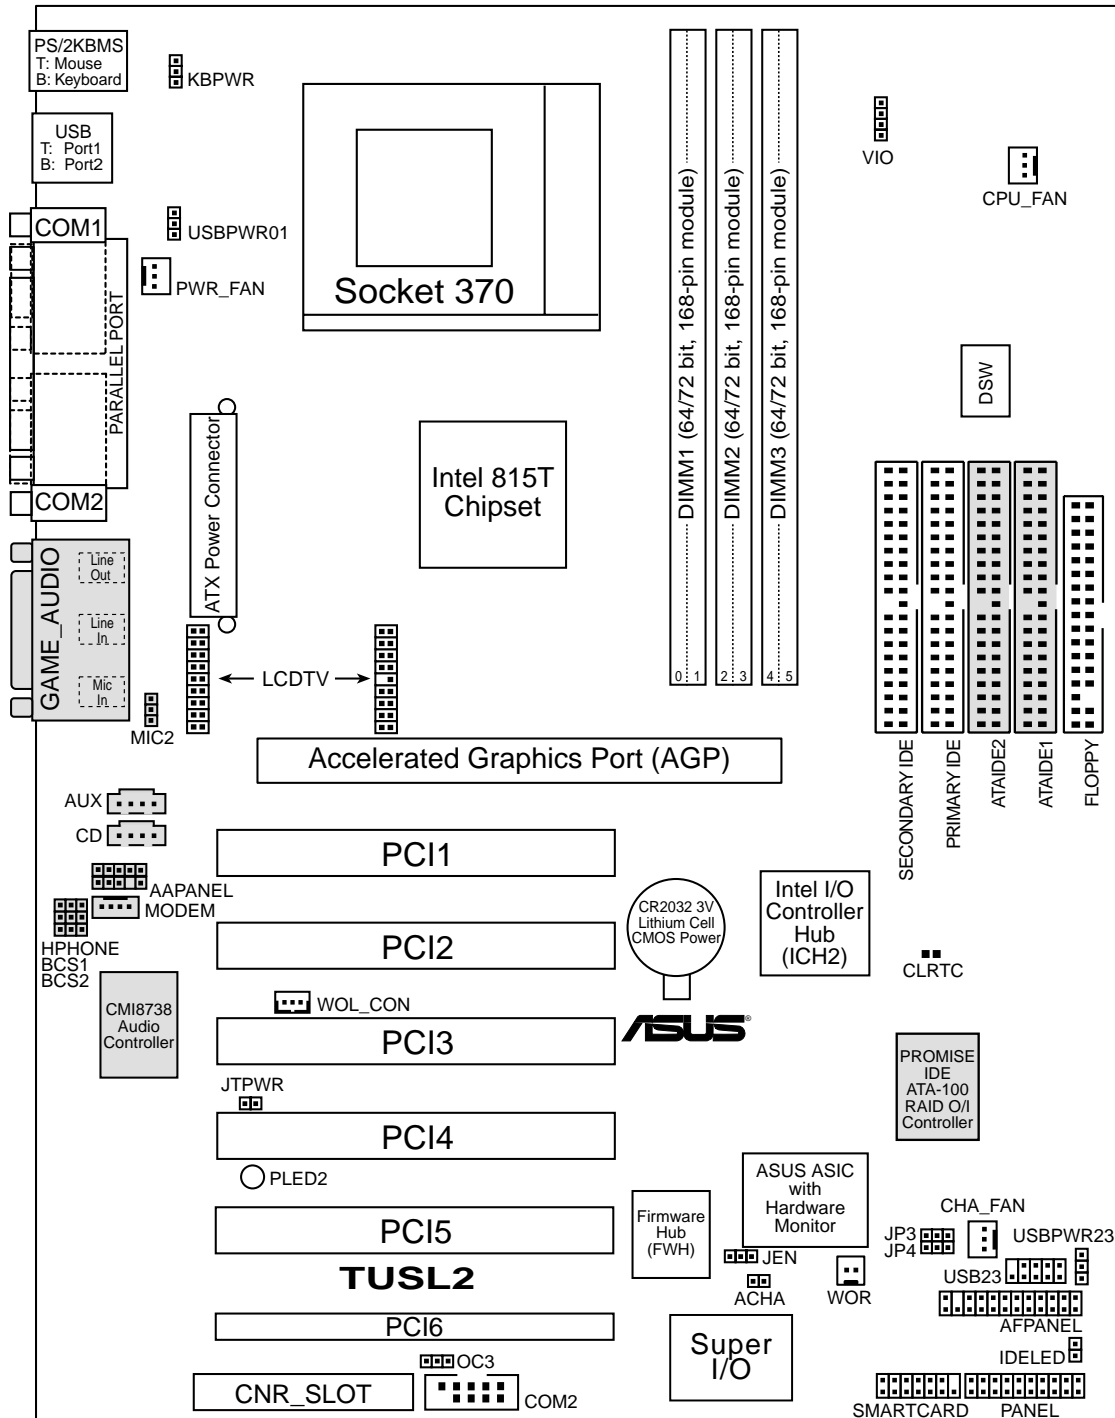 PS/2KBMS
T: Mouse
B: Keyboard
KBPWR
USB
T: Port1
B: Port2
VIO
CPU_FAN
COM1
USBPWR01
PWR_FAN
PARALLEL PORT
Socket 370
DIMM1 (64/72 bit, 168-pin module)
DIMM2 (64/72 bit, 168-pin module)
DIMM3 (64/72 bit, 168-pin module)
DSW
ATX Power Connector
Intel 815T
Chipset
COM2
GAME_AUDIO
Line
Out
Line
In
Mic
In
LCDTV
0 1
2 3
4 5
MIC2
Accelerated Graphics Port (AGP)
SECONDARY IDE
PRIMARY IDE
ATAIDE2
ATAIDE1
FLOPPY
AUX
CD
PCI1
AAPANEL
MODEM
HPHONE
BCS1
BCS2
PCI2
CR2032 3V
Lithium Cell
CMOS Power
Intel I/O
Controller
Hub
(ICH2)
CLRTC
CMI8738
Audio
Controller
WOL_CON
PCI3
ASUS®
PROMISE
IDE
ATA-100
RAID O/I
Controller
JTPWR
PCI4
PLED2
ASUS ASIC
with
Hardware
Monitor
Firmware
Hub
(FWH)
CHA_FAN
JP3
JP4
USBPWR23
PCI5
JEN
USB23
TUSL2
ACHA
WOR
AFPANEL
PCI6
Super
I/O
IDELED
OC3
CNR_SLOT
COM2
SMARTCARD
PANEL